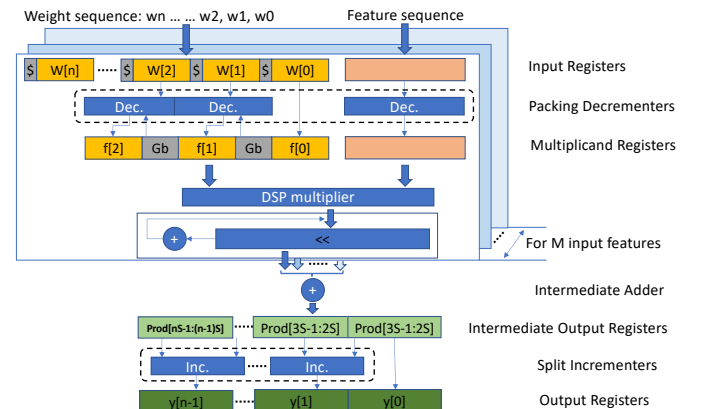 Weight sequence: wn … … w2, w1, w0
Feature sequence
$ W[n] ····· $ W[2] $ W[1] $ W[0]
Input Registers
Dec. Dec. Dec.
Packing Decrementers
f[2] Gb f[1] Gb f[0]
Multiplicand Registers
DSP multiplier
+ <<
For M input features
+
Intermediate Adder
Prod[nS-1:(n-1)S] ····· Prod[3S-1:2S] Prod[3S-1:2S]
Intermediate Output Registers
Inc. ····· Inc.
Split Incrementers
y[n-1] ····· y[1] y[0]
Output Registers